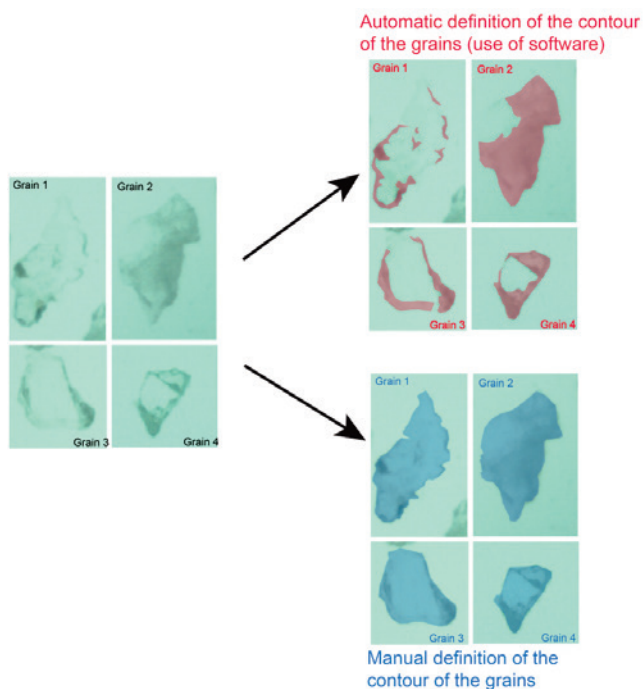 Automatic definition of the contour
of the grains (use of software)
Grain 1
Grain 2
Grain 3
Grain 4
Grain 1
Grain 2
Grain 3
Grain 4
Grain 1
Grain 2
Grain 3
Grain 4
Manual definition of the
contour of the grains